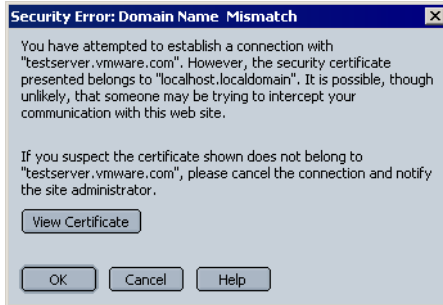 Security Error: Domain Name Mismatch
You have attempted to establish a connection with
"testserver.vmware.com". However, the security certificate
presented belongs to "localhost.localdomain". It is possible, though
unlikely, that someone may be trying to intercept your
communication with this web site.
If you suspect the certificate shown does not belong to
"testserver.vmware.com", please cancel the connection and notify
the site administrator.
View Certificate
OK Cancel Help